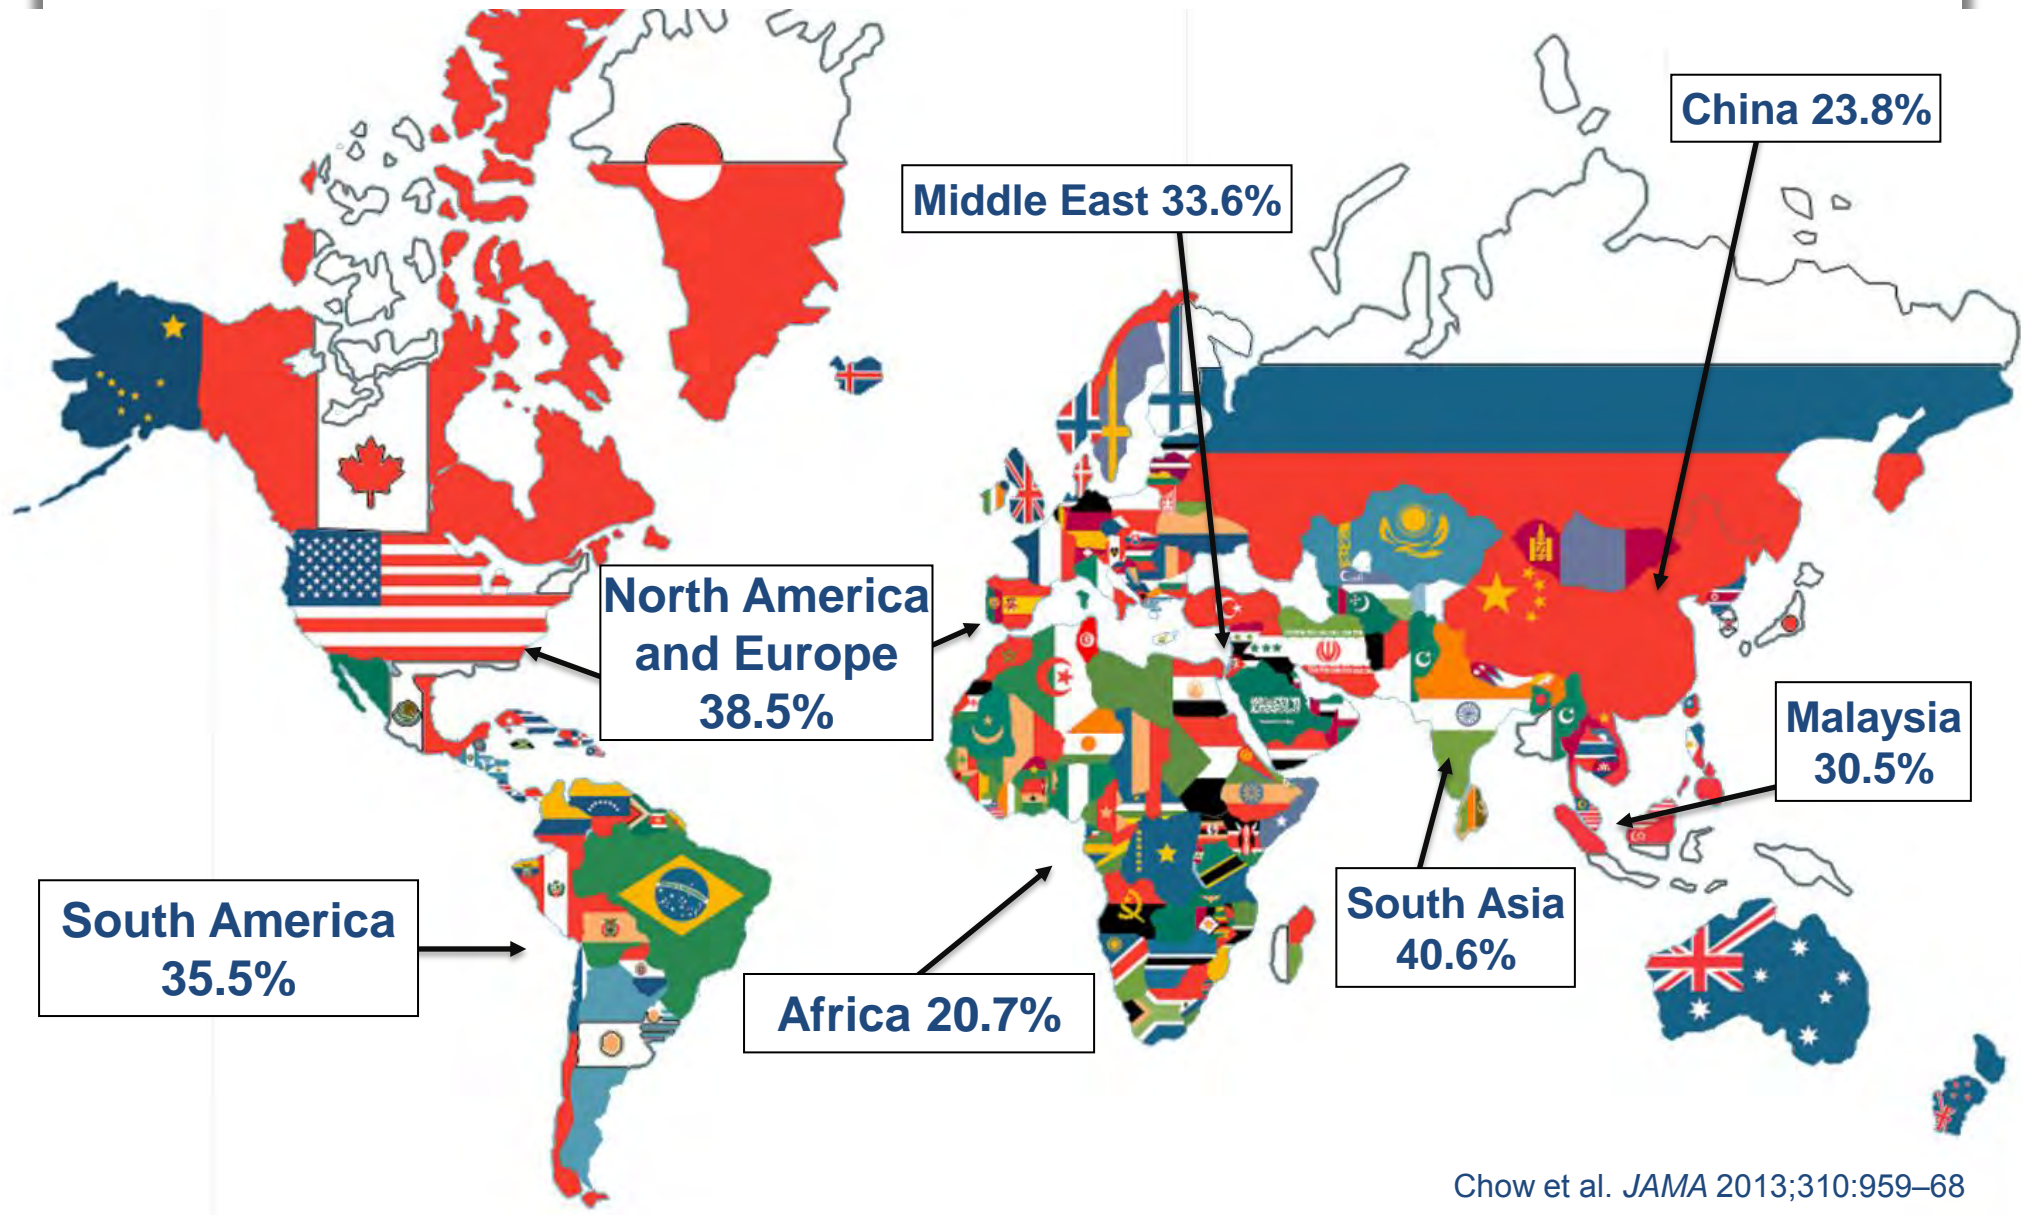 China 23.8%
Middle East 33.6%
North America
and Europe
38.5%
Malaysia
30.5%
South Asia
40.6%
South America
35.5%
Africa 20.7%
Chow et al. JAMA 2013;310:959–68